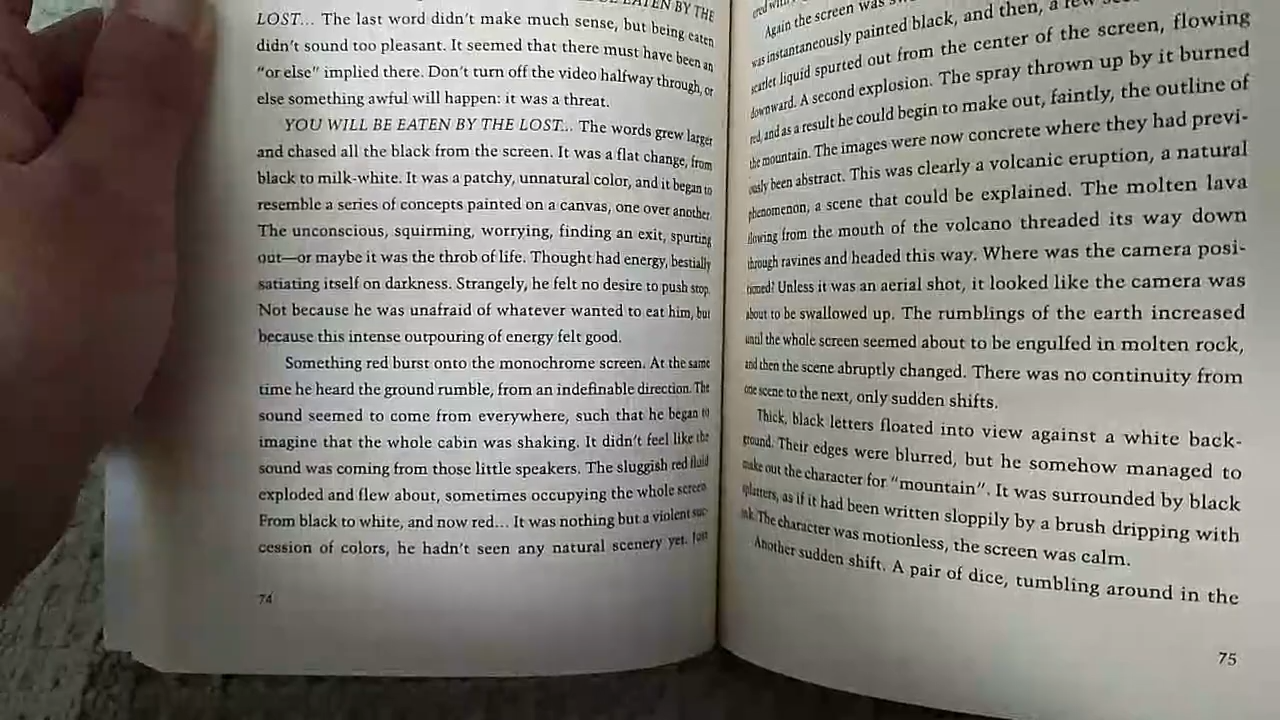 EATEN BY THE
LOST... The last word didn't make much sense, but being eaten
didn't sound too pleasant. It seemed that there must have been an
"or else" implied there. Don't turn off the video halfway through, or
else something awful will happen: it was a threat.
YOU WILL BE EATEN BY THE LOST... The words grew larger
and chased all the black from the screen. It was a flat change, from
black to milk-white. It was a patchy, unnatural color, and it began to
resemble a series of concepts painted on a canvas, one over another.
The unconscious, squirming, worrying, finding an exit, spurting
out—or maybe it was the throb of life. Thought had energy, bestially
satiating itself on darkness. Strangely, he felt no desire to push stop.
Not because he was unafraid of whatever wanted to eat him, but
because this intense outpouring of energy felt good.
Something red burst onto the monochrome screen. At the same
time he heard the ground rumble, from an indefinable direction. The
sound seemed to come from everywhere, such that he began to
imagine that the whole cabin was shaking. It didn't feel like the
sound was coming from those little speakers. The sluggish red fluid
exploded and flew about, sometimes occupying the whole screen.
From black to white, and now red... It was nothing but a violent suc-
cession of colors, he hadn't seen any natural scenery yet. Just
74
Again the screen was
was instantaneously painted black, and then, a few
scarlet liquid spurted out from the center of the screen, flowing
downward. A second explosion. The spray thrown up by it burned
red, and as a result he could begin to make out, faintly, the outline of
the mountain. The images were now concrete where they had previ-
ously been abstract. This was clearly a volcanic eruption, a natural
phenomenon, a scene that could be explained. The molten lava
flowing from the mouth of the volcano threaded its way down
through ravines and headed this way. Where was the camera posi-
tioned? Unless it was an aerial shot, it looked like the camera was
about to be swallowed up. The rumblings of the earth increased
until the whole screen seemed about to be engulfed in molten rock,
and then the scene abruptly changed. There was no continuity from
one scene to the next, only sudden shifts.
Thick, black letters floated into view against a white back-
ground. Their edges were blurred, but he somehow managed to
make out the character for "mountain". It was surrounded by black
splatters, as if it had been written sloppily by a brush dripping with
ink. The character was motionless, the screen was calm.
Another sudden shift. A pair of dice, tumbling around in the
75